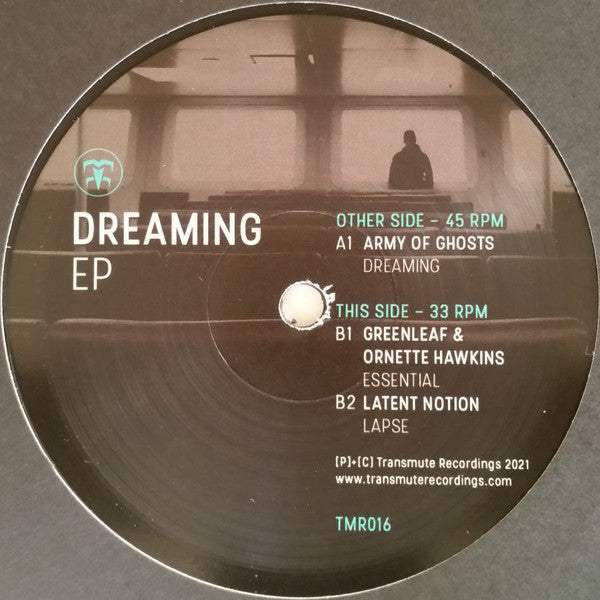 DREAMING
EP
OTHER SIDE – 45 RPM
A1 ARMY OF GHOSTS
DREAMING
THIS SIDE – 33 RPM
B1 GREENLEAF &
ORNETTE HAWKINS
ESSENTIAL
B2 LATENT NOTION
LAPSE
[P]+[C] Transmute Recordings 2021
www.transmuterecordings.com
TMR016